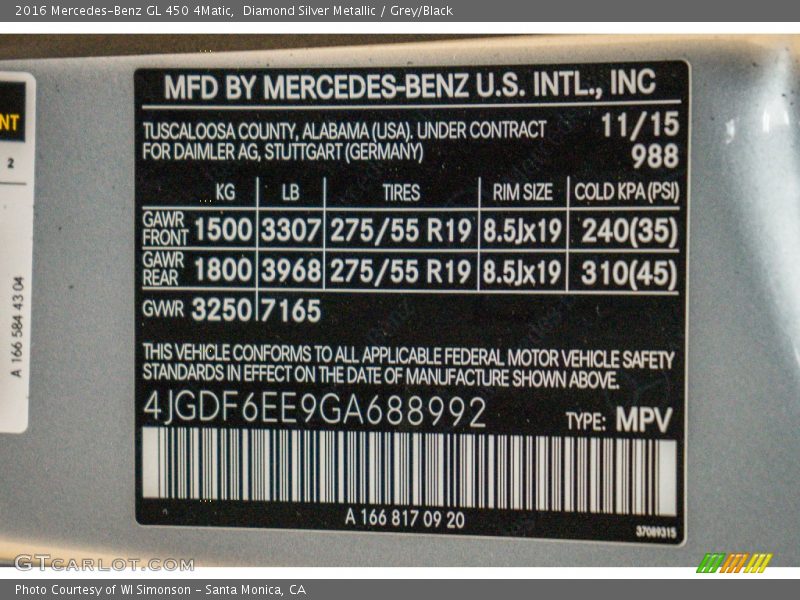 2016 Mercedes-Benz GL 450 4Matic,  Diamond Silver Metallic / Grey/Black
MFD BY MERCEDES-BENZ U.S. INTL., INC
TUSCALOOSA COUNTY, ALABAMA (USA). UNDER CONTRACT 11/15
FOR DAIMLER AG, STUTTGART (GERMANY) 988
KG LB TIRES RIM SIZE COLD KPA(PSI)
GAWR FRONT 1500 3307 275/55 R19 8.5Jx19 240(35)
GAWR REAR 1800 3968 275/55 R19 8.5Jx19 310(45)
GVWR 3250 7165
THIS VEHICLE CONFORMS TO ALL APPLICABLE FEDERAL MOTOR VEHICLE SAFETY
STANDARDS IN EFFECT ON THE DATE OF MANUFACTURE SHOWN ABOVE.
4JGDF6EE9GA688992 TYPE: MPV
A 166 817 09 20
37089315
NT
2
A 166 584 43 04
GTCARLOT.COM
Photo Courtesy of WI Simonson - Santa Monica, CA